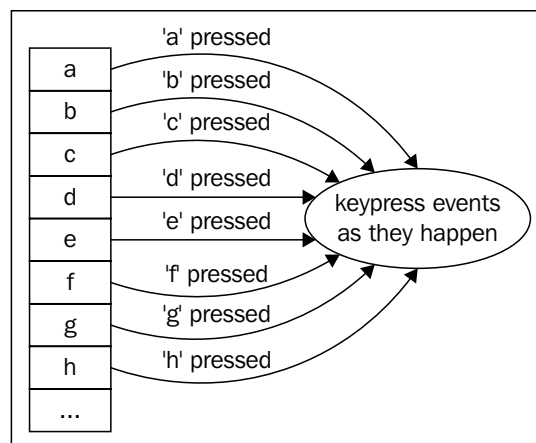 'a' pressed
a
'b' pressed
b
'c' pressed
c
'd' pressed
d
keypress events
as they happen
'e' pressed
e
'f' pressed
f
'g' pressed
g
'h' pressed
h
...